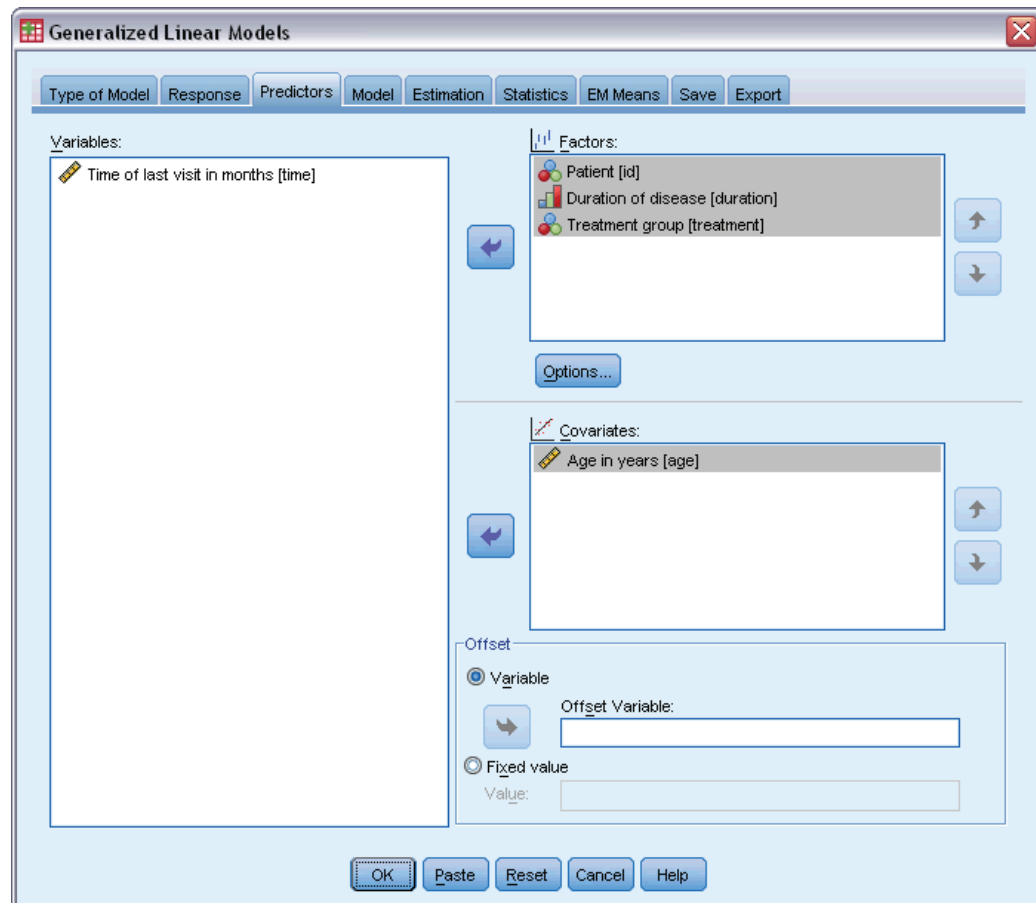 Generalized Linear Models
Type of Model Response Predictors Model Estimation Statistics EM Means Save Export
Variables:
Time of last visit in months [time]
Factors:
Patient [id]
Duration of disease [duration]
Treatment group [treatment]
Options...
Covariates:
Age in years [age]
Offset
Variable
Offset Variable:
Fixed value
Value:
OK Paste Reset Cancel Help